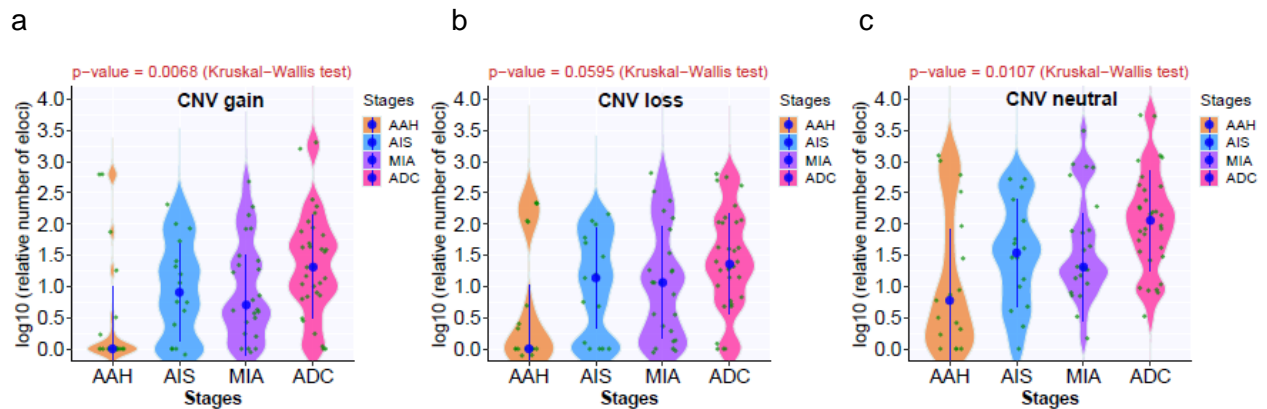 a
p-value = 0.0068 (Kruskal-Wallis test)
CNV gain
log10 (relative number of eloci)
4.0
3.5
3.0
2.5
2.0
1.5
1.0
0.5
0.0
AAH AIS MIA ADC
Stages
Stages
AAH
AIS
MIA
ADC
b
p-value = 0.0595 (Kruskal-Wallis test)
CNV loss
log10 (relative number of eloci)
4.0
3.5
3.0
2.5
2.0
1.5
1.0
0.5
0.0
AAH AIS MIA ADC
Stages
Stages
AAH
AIS
MIA
ADC
c
p-value = 0.0107 (Kruskal-Wallis test)
CNV neutral
log10 (relative number of eloci)
4.0
3.5
3.0
2.5
2.0
1.5
1.0
0.5
0.0
AAH AIS MIA ADC
Stages
Stages
AAH
AIS
MIA
ADC